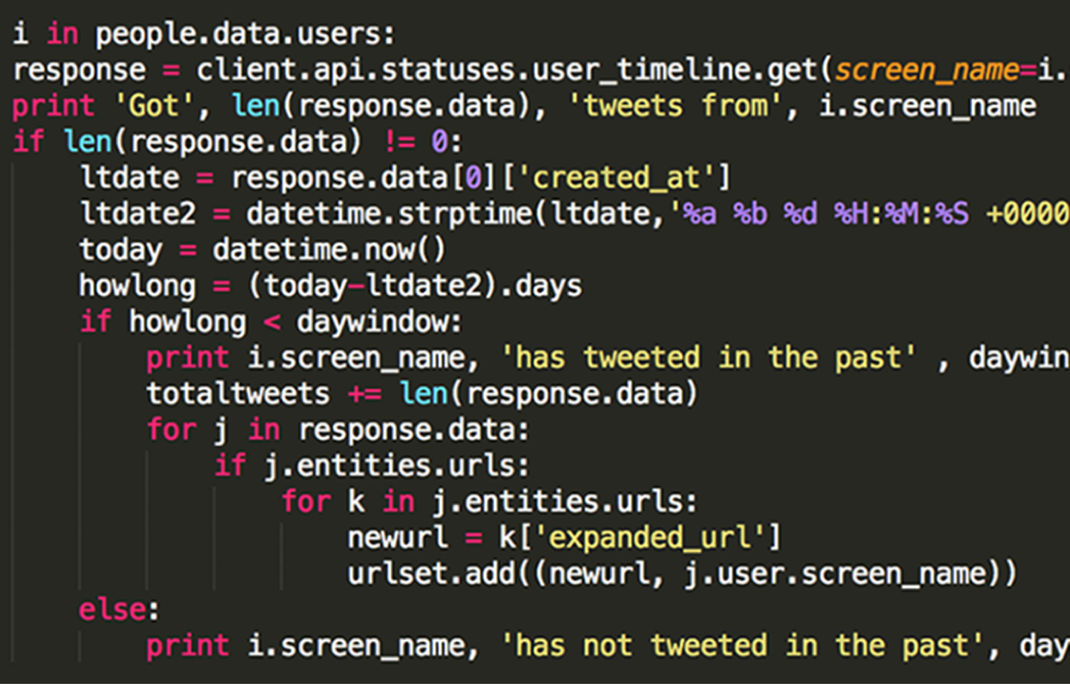 i in people.data.users:
response = client.api.statuses.user_timeline.get(screen_name=i.
print 'Got', len(response.data), 'tweets from', i.screen_name
if len(response.data) != 0:
    ltdate = response.data[0]['created_at']
    ltdate2 = datetime.strptime(ltdate,'%a %b %d %H:%M:%S +0000
    today = datetime.now()
    howlong = (today-ltdate2).days
    if howlong < daywindow:
        print i.screen_name, 'has tweeted in the past' , daywin
        totaltweets += len(response.data)
        for j in response.data:
            if j.entities.urls:
                for k in j.entities.urls:
                    newurl = k['expanded_url']
                    urlset.add((newurl, j.user.screen_name))
    else:
        print i.screen_name, 'has not tweeted in the past', day